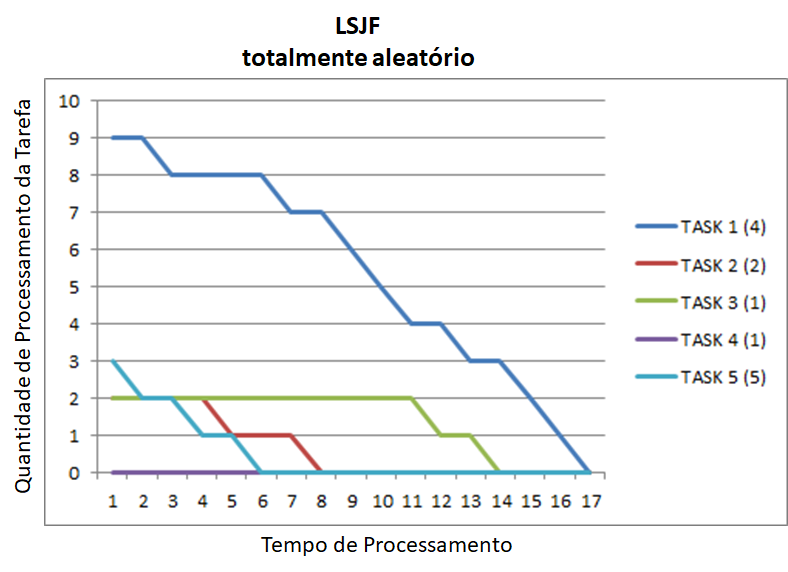 LSJF
totalmente aleatório
Quantidade de Processamento da Tarefa
10
9
8
7
6
5
4
3
2
1
0
1 2 3 4 5 6 7 8 9 10 11 12 13 14 15 16 17
Tempo de Processamento
TASK 1 (4)
TASK 2 (2)
TASK 3 (1)
TASK 4 (1)
TASK 5 (5)